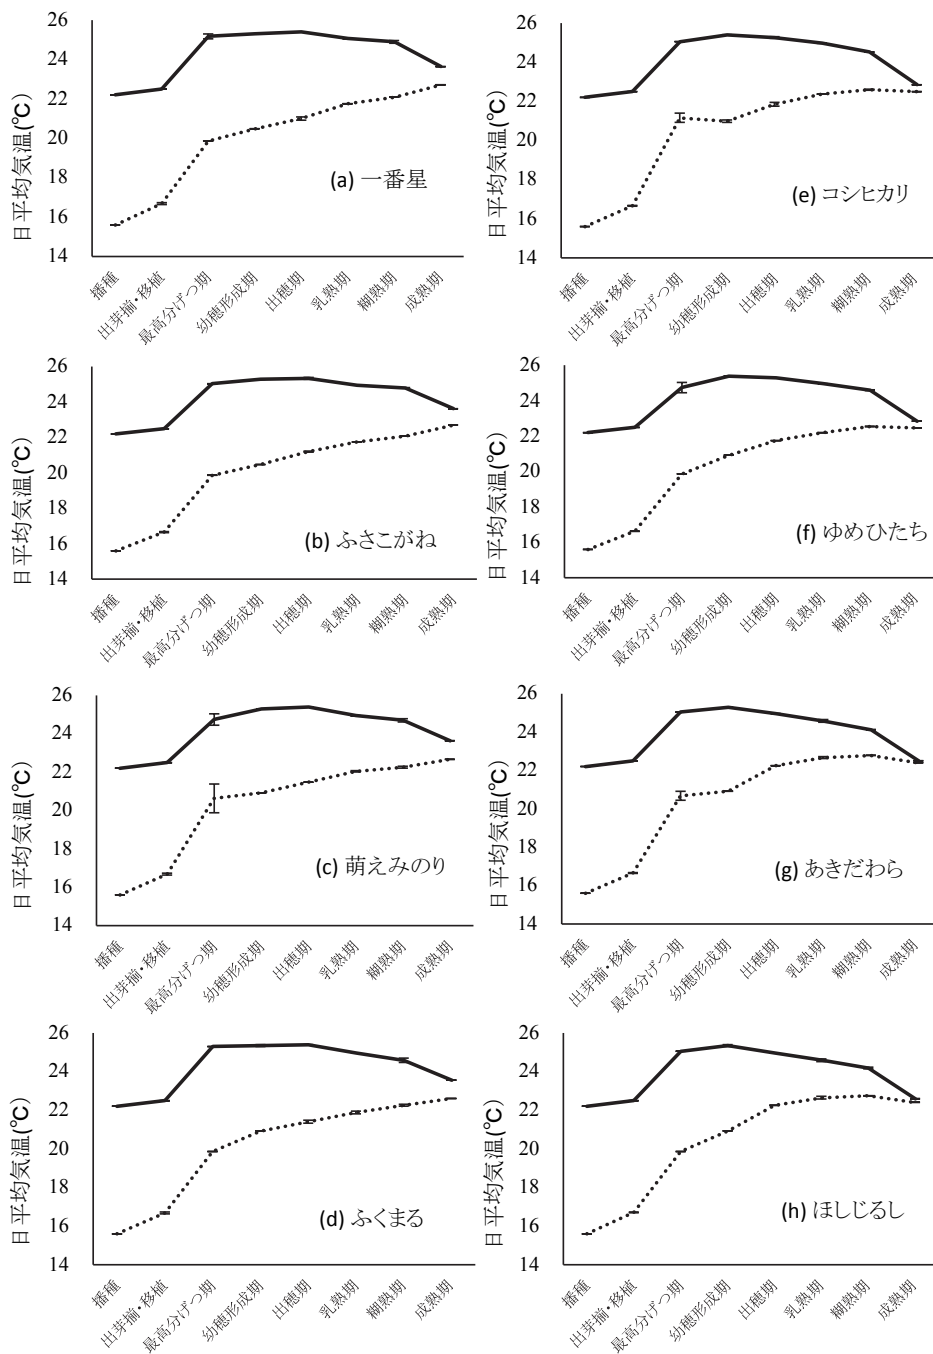 26
24
22
20
18
16
14
日平均気温(℃)
(a) 一番星
播種
出芽揃・移植
最高分げつ期
幼穂形成期
出穂期
乳熟期
糊熟期
成熟期
26
24
22
20
18
16
14
日平均気温(℃)
(e) コシヒカリ
播種
出芽揃・移植
最高分げつ期
幼穂形成期
出穂期
乳熟期
糊熟期
成熟期
26
24
22
20
18
16
14
日平均気温(℃)
(b) ふさこがね
播種
出芽揃・移植
最高分げつ期
幼穂形成期
出穂期
乳熟期
糊熟期
成熟期
26
24
22
20
18
16
14
日平均気温(℃)
(f) ゆめひたち
播種
出芽揃・移植
最高分げつ期
幼穂形成期
出穂期
乳熟期
糊熟期
成熟期
26
24
22
20
18
16
14
日平均気温(℃)
(c) 萌えみのり
播種
出芽揃・移植
最高分げつ期
幼穂形成期
出穂期
乳熟期
糊熟期
成熟期
26
24
22
20
18
16
14
日平均気温(℃)
(g) あきだわら
播種
出芽揃・移植
最高分げつ期
幼穂形成期
出穂期
乳熟期
糊熟期
成熟期
26
24
22
20
18
16
14
日平均気温(℃)
(d) ふくまる
播種
出芽揃・移植
最高分げつ期
幼穂形成期
出穂期
乳熟期
糊熟期
成熟期
26
24
22
20
18
16
14
日平均気温(℃)
(h) ほしじるし
播種
出芽揃・移植
最高分げつ期
幼穂形成期
出穂期
乳熟期
糊熟期
成熟期